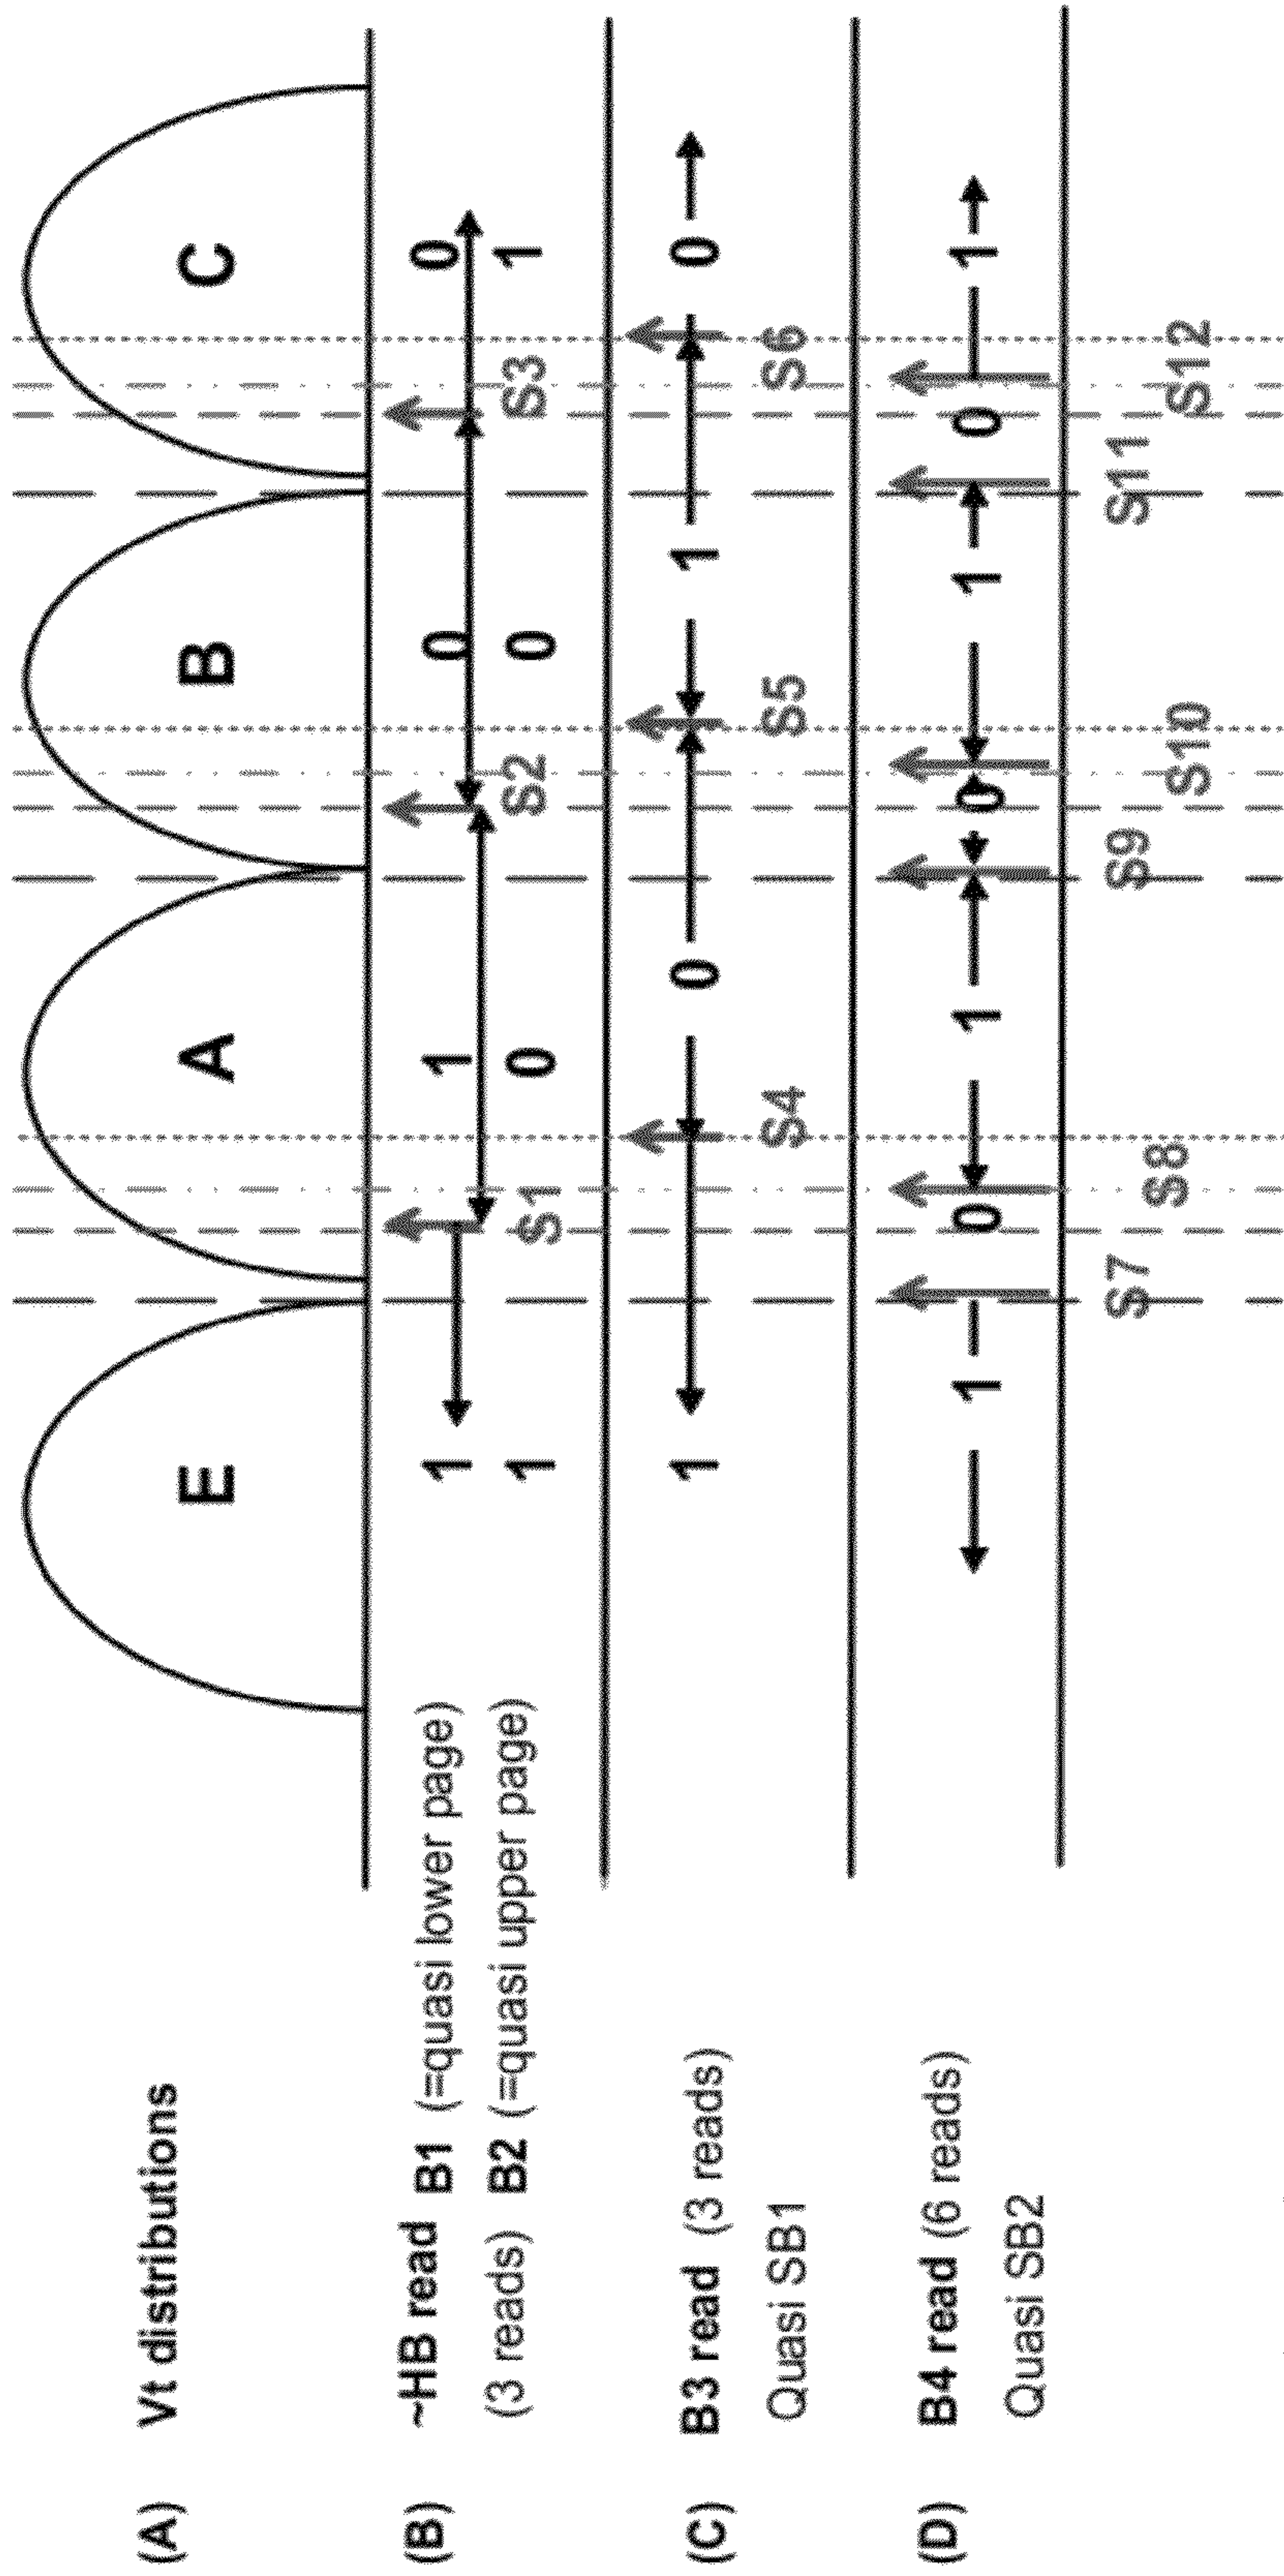 (A) Vt distributions E A B C
(B) ~HB read B1 (=quasi lower page) 1 1 0 0
(3 reads) B2 (=quasi upper page) 1 0 0 1
S1 S2 S3
(C) B3 read (3 reads) 1 0 1 0
Quasi SB1 S4 S5 S6
(D) B4 read (6 reads) 1 0 1 0 1 0 1
Quasi SB2
S7 S8 S9 S10 S11 S12